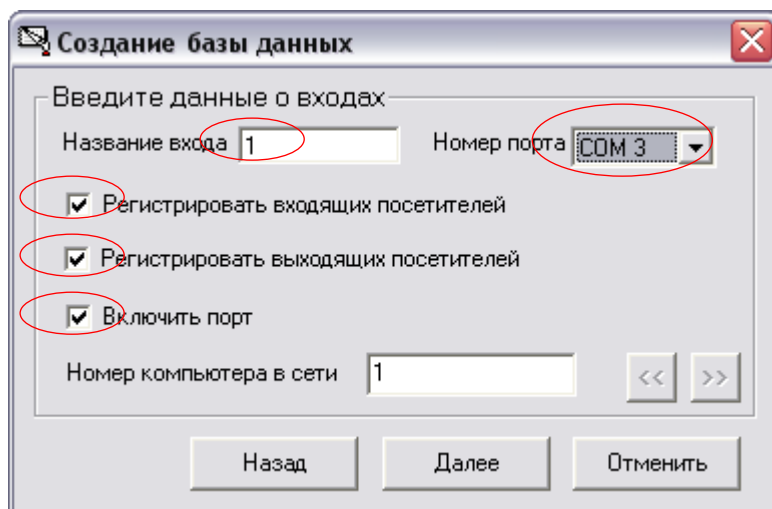 Создание базы данных
Введите данные о входах
Название входа 1 Номер порта COM 3
Регистрировать входящих посетителей
Регистрировать выходящих посетителей
Включить порт
Номер компьютера в сети 1 << >>
Назад Далее Отменить